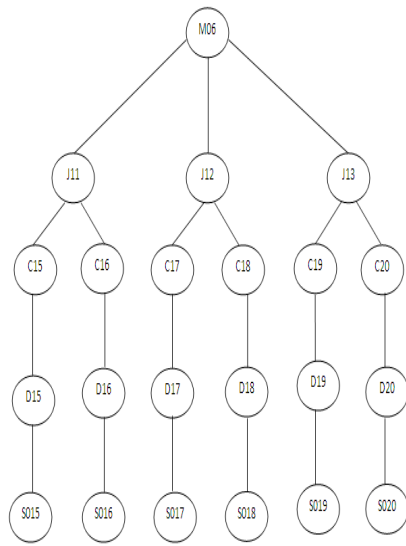 M06
J11 J12 J13
C15 C16 C17 C18 C19 C20
D15 D16 D17 D18 D19 D20
S015 S016 S017 S018 S019 S020